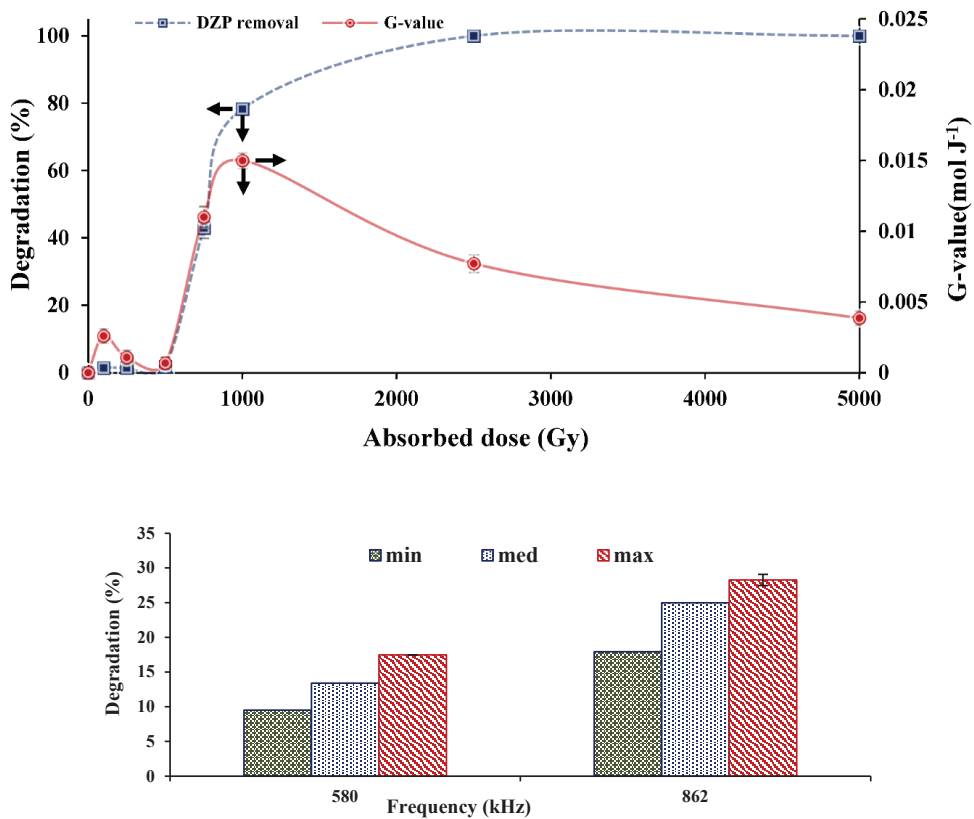 DZP removal G-value
100
80
60
40
20
0
Degradation (%)
0.025
0.02
0.015
0.01
0.005
0
G-value(mol J-1)
0 1000 2000 3000 4000 5000
Absorbed dose (Gy)
35
30
25
20
15
10
5
0
Degradation (%)
min med max
580 862
Frequency (kHz)